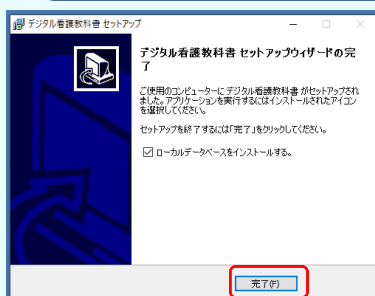 デジタル看護教科書 セットアップ
デジタル看護教科書 セットアップウィザードの完
了
ご使用のコンピューターに デジタル看護教科書 がセットアップされ
ました。アプリケーションを実行するにはインストールされたアイコン
を選択してください。
セットアップを終了するには「完了」をクリックしてください。
ローカルデータベースをインストールする。
完了(F)